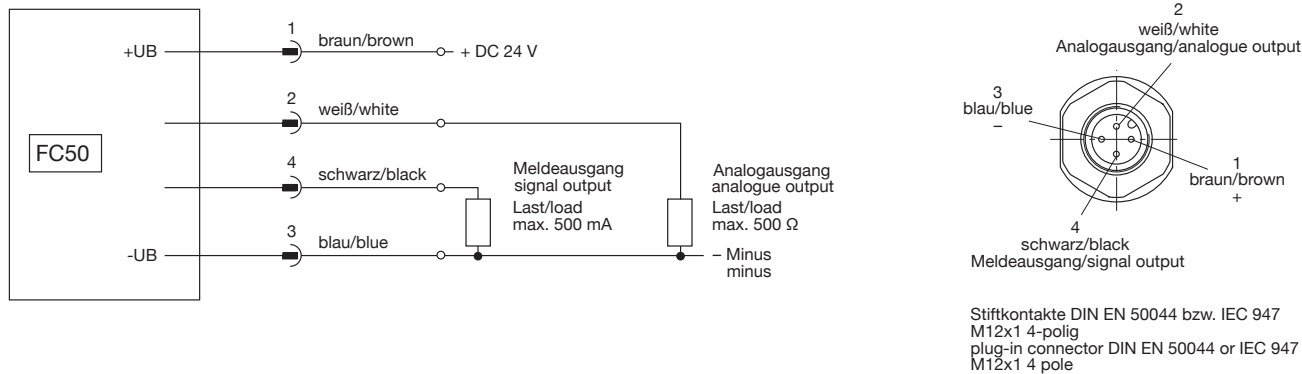 1
braun/brown
+UB
+ DC 24 V
2
weiß/white
FC50
4
schwarz/black
Meldeausgang
signal output
Last/load
max. 500 mA
Analogausgang
analogue output
Last/load
max. 500 Ω
3
blau/blue
-UB
– Minus
minus
2
weiß/white
Analogausgang/analogue output
3
blau/blue
–
1
braun/brown
+
4
schwarz/black
Meldeausgang/signal output
Stiftkontakte DIN EN 50044 bzw. IEC 947
M12x1 4-polig
plug-in connector DIN EN 50044 or IEC 947
M12x1 4 pole